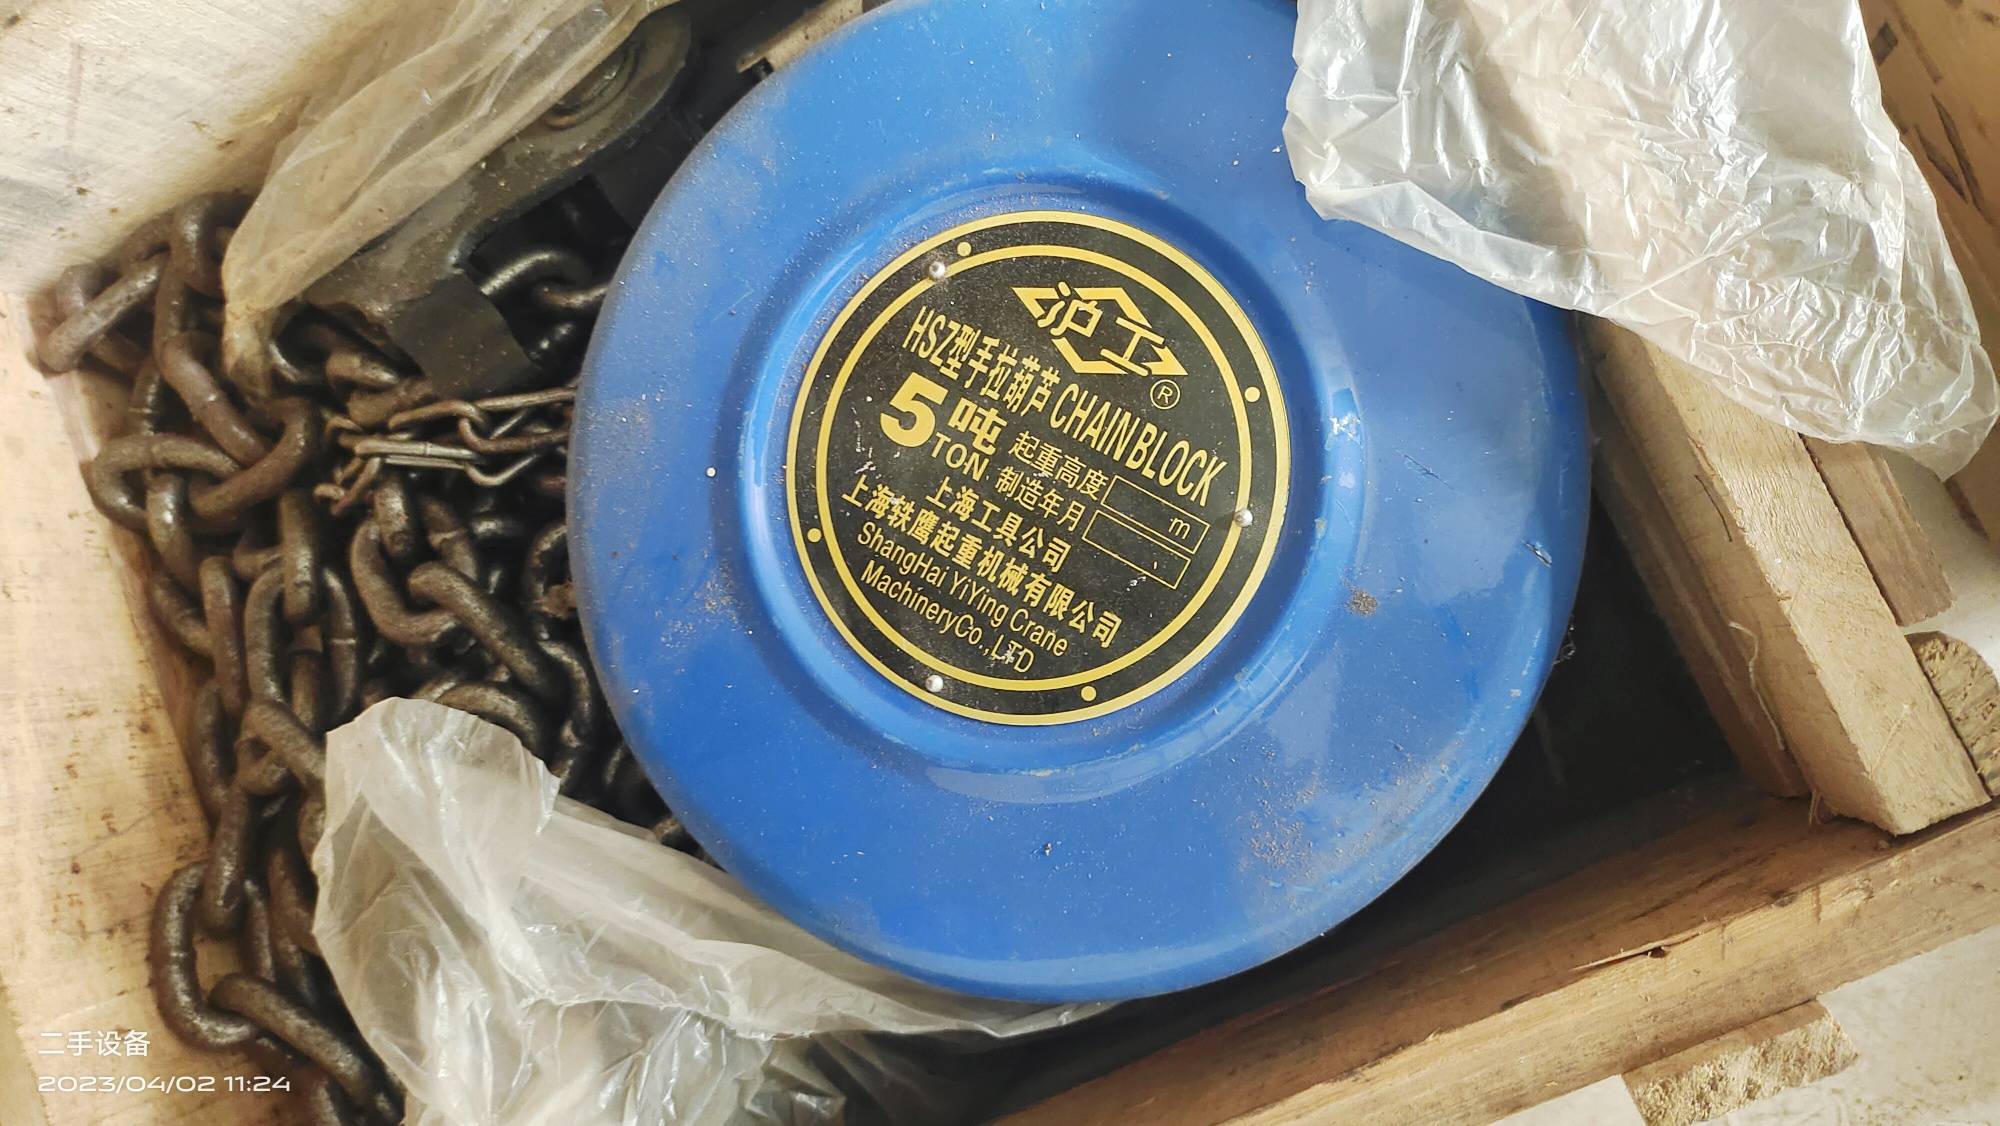 沪工
®
HSZ型手拉葫芦 CHAIN BLOCK
5吨
TON
起重高度 m
制造年月
上海工具公司
上海轶鹰起重机械有限公司
ShangHai YiYing Crane
MachineryCo.,LTD
二手设备
2023/04/02 11:24